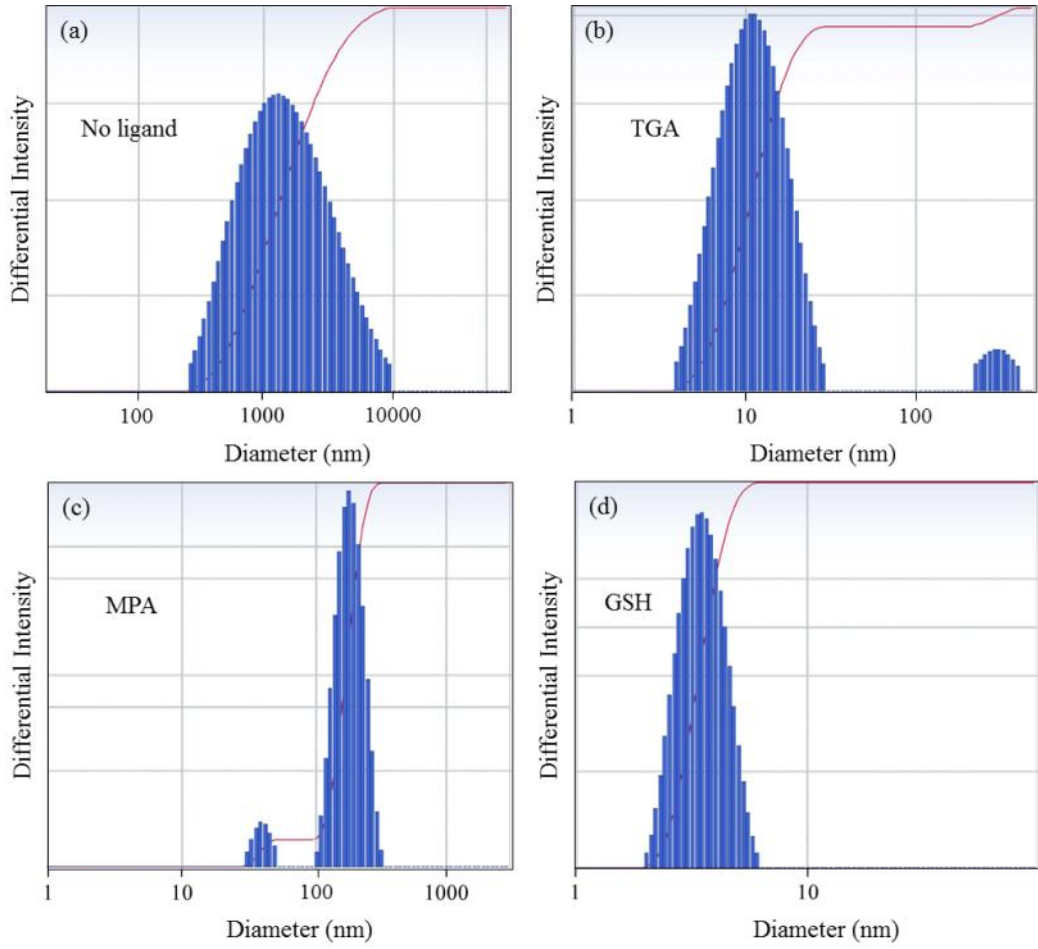 (a)
No ligand
Differential Intensity
100 1000 10000
Diameter (nm)
(b)
TGA
Differential Intensity
1 10 100
Diameter (nm)
(c)
MPA
Differential Intensity
1 10 100 1000
Diameter (nm)
(d)
GSH
Differential Intensity
1 10
Diameter (nm)